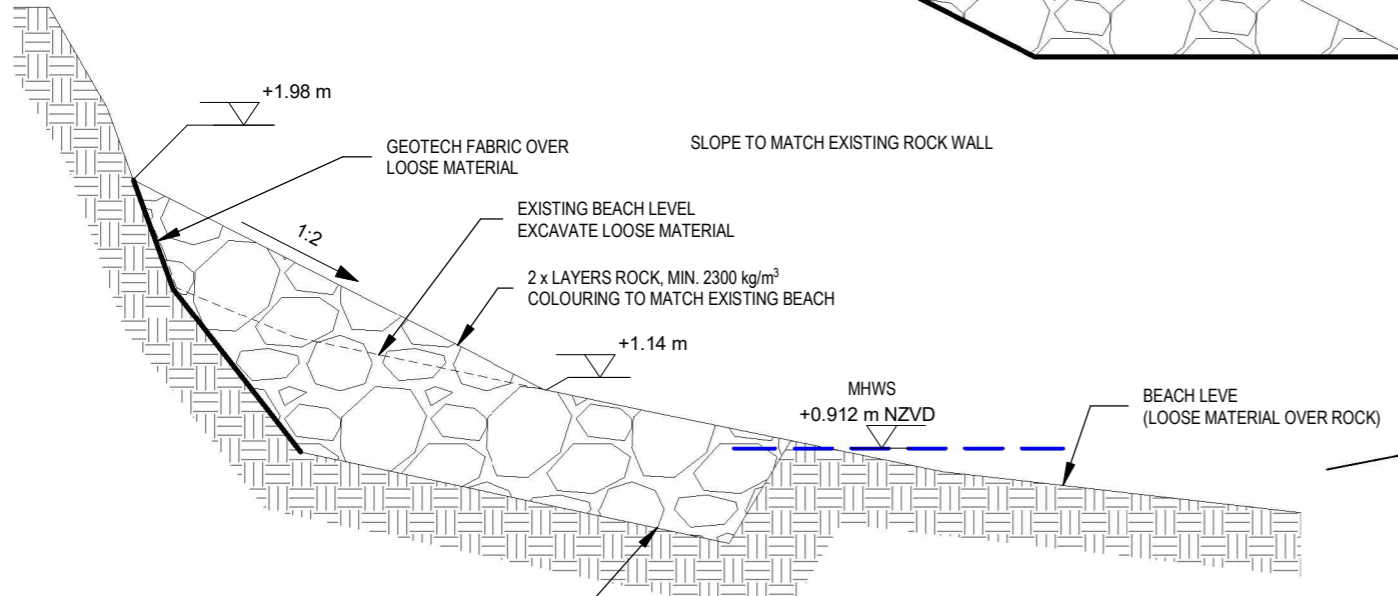 +1.98 m
GEOTECH FABRIC OVER
LOOSE MATERIAL
SLOPE TO MATCH EXISTING ROCK WALL
EXISTING BEACH LEVEL
EXCAVATE LOOSE MATERIAL
1:2
2 x LAYERS ROCK, MIN. 2300 kg/m³
COLOURING TO MATCH EXISTING BEACH
+1.14 m
MHWS
+0.912 m NZVD
BEACH LEVE
(LOOSE MATERIAL OVER ROCK)